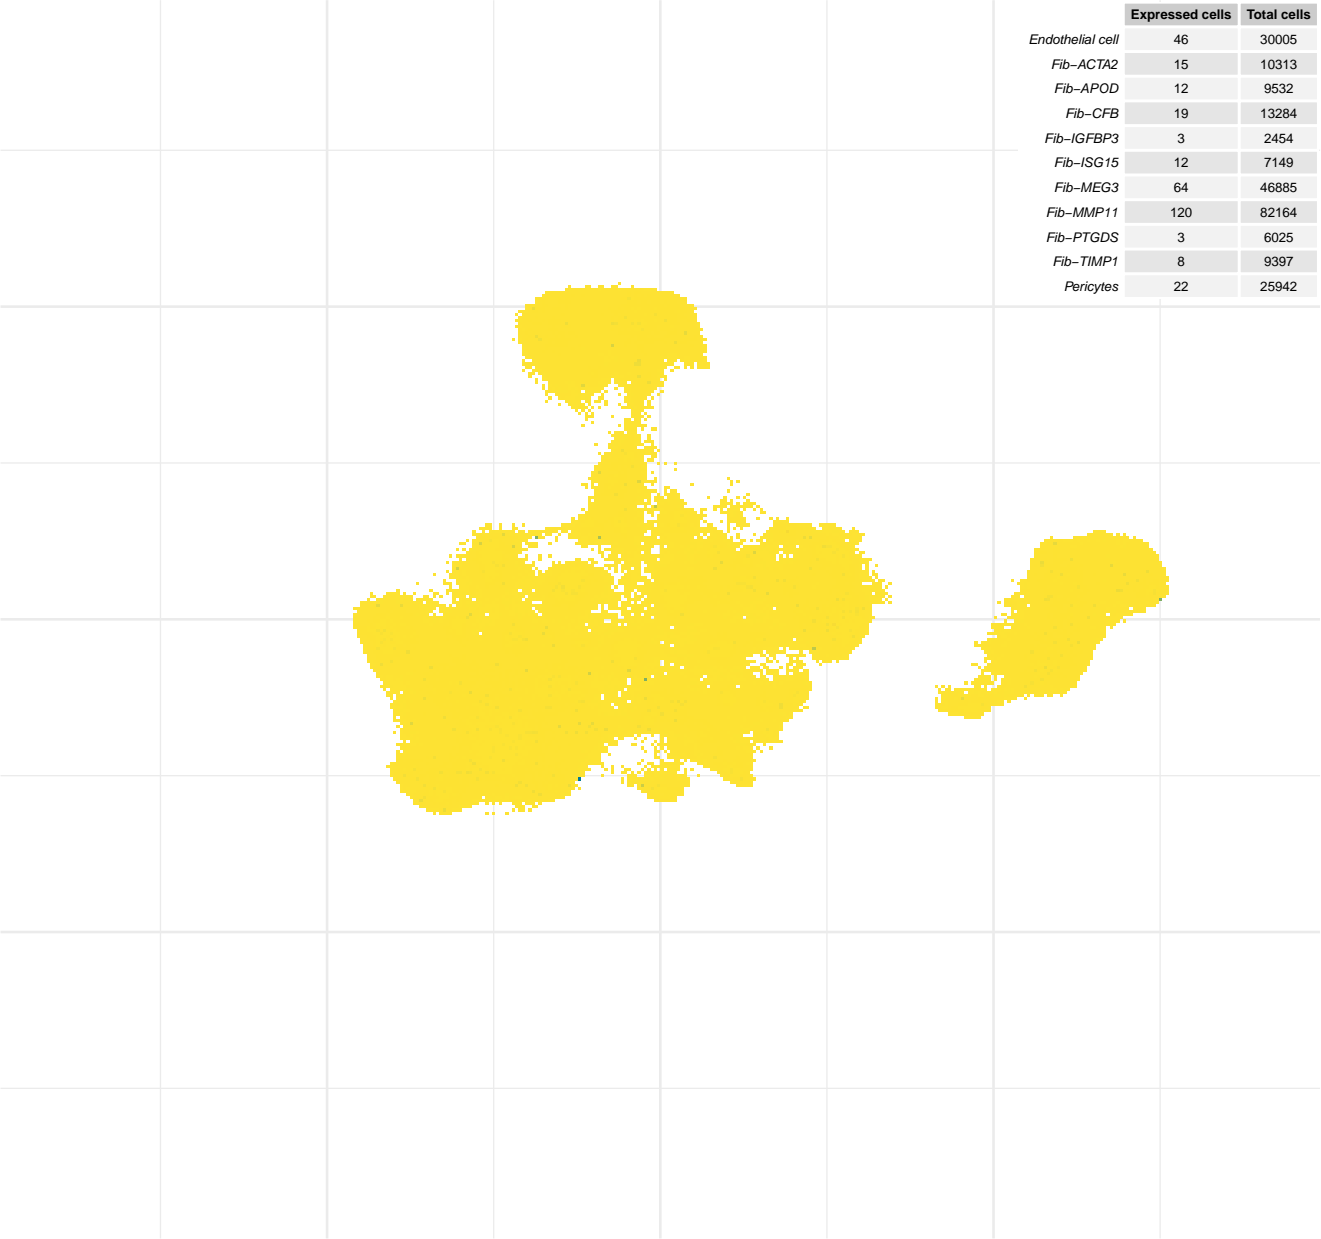 Expressed cells Total cells
Endothelial cell 46 30005
Fib−ACTA2 15 10313
Fib−APOD 12 9532
Fib−CFB 19 13284
Fib−IGFBP3 3 2454
Fib−ISG15 12 7149
Fib−MEG3 64 46885
Fib−MMP11 120 82164
Fib−PTGDS 3 6025
Fib−TIMP1 8 9397
Pericytes 22 25942